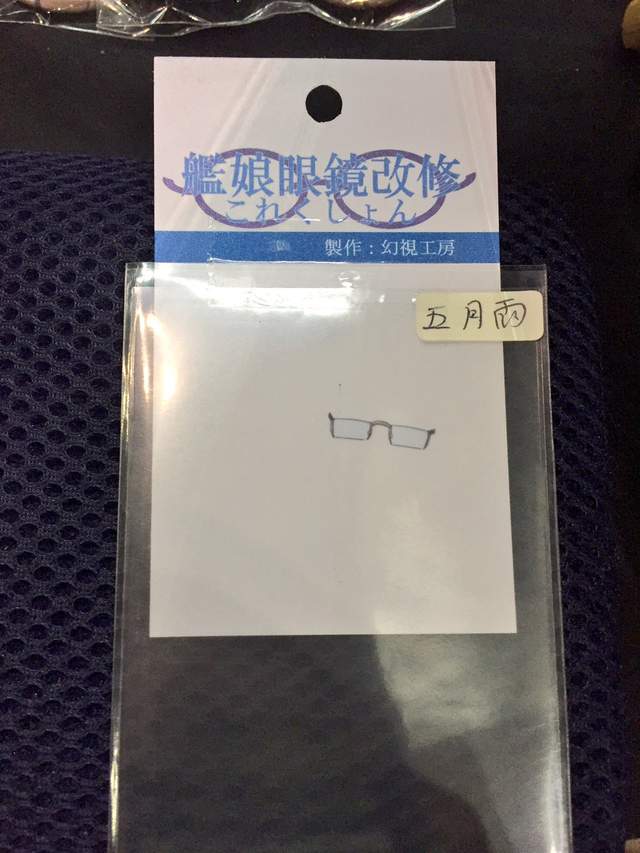 艦娘眼鏡改修
これくしょん
製作：幻視工房
五月雨